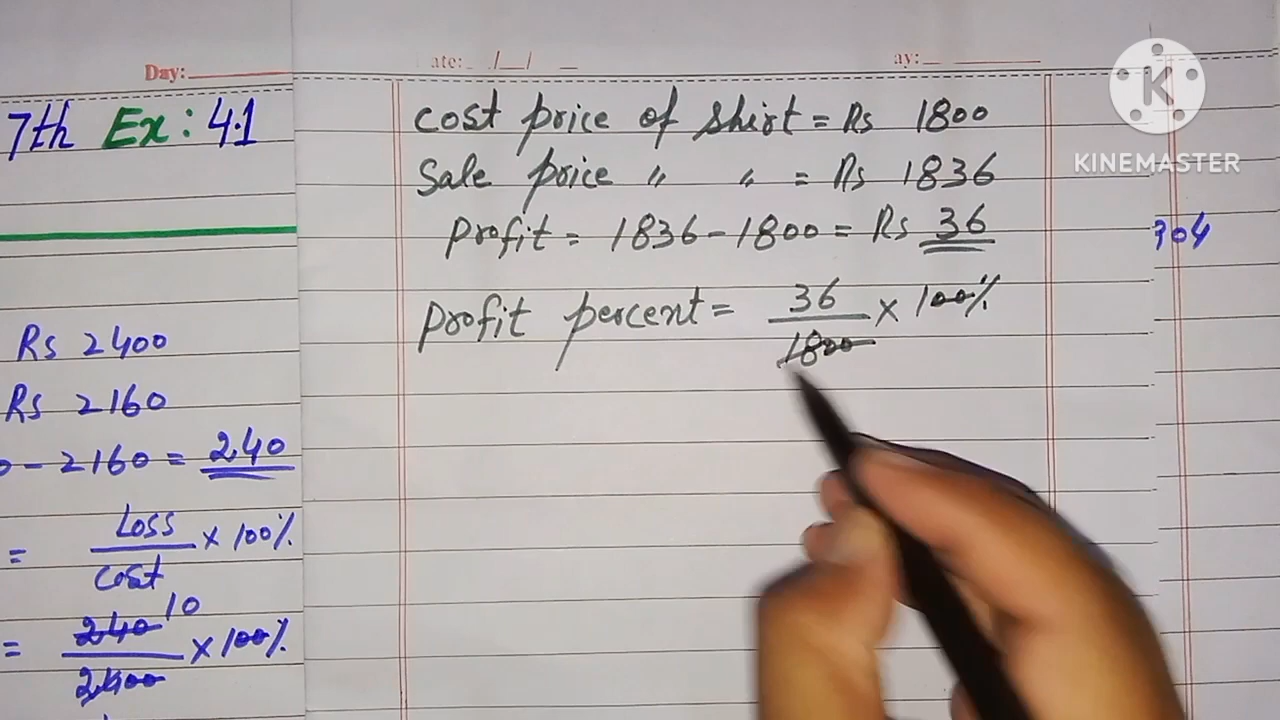 Day:
ate: / /
ay:
KINEMASTER
7th Ex: 4.1
Rs 2400
Rs 2160
- 2160 = 240
= Loss/cost × 100%
= 240/2400 10 × 100%
Cost price of shirt = Rs 1800
Sale price " " = Rs 1836
Profit = 1836 - 1800 = Rs 36
Profit percent = 36/1800 × 100%
304